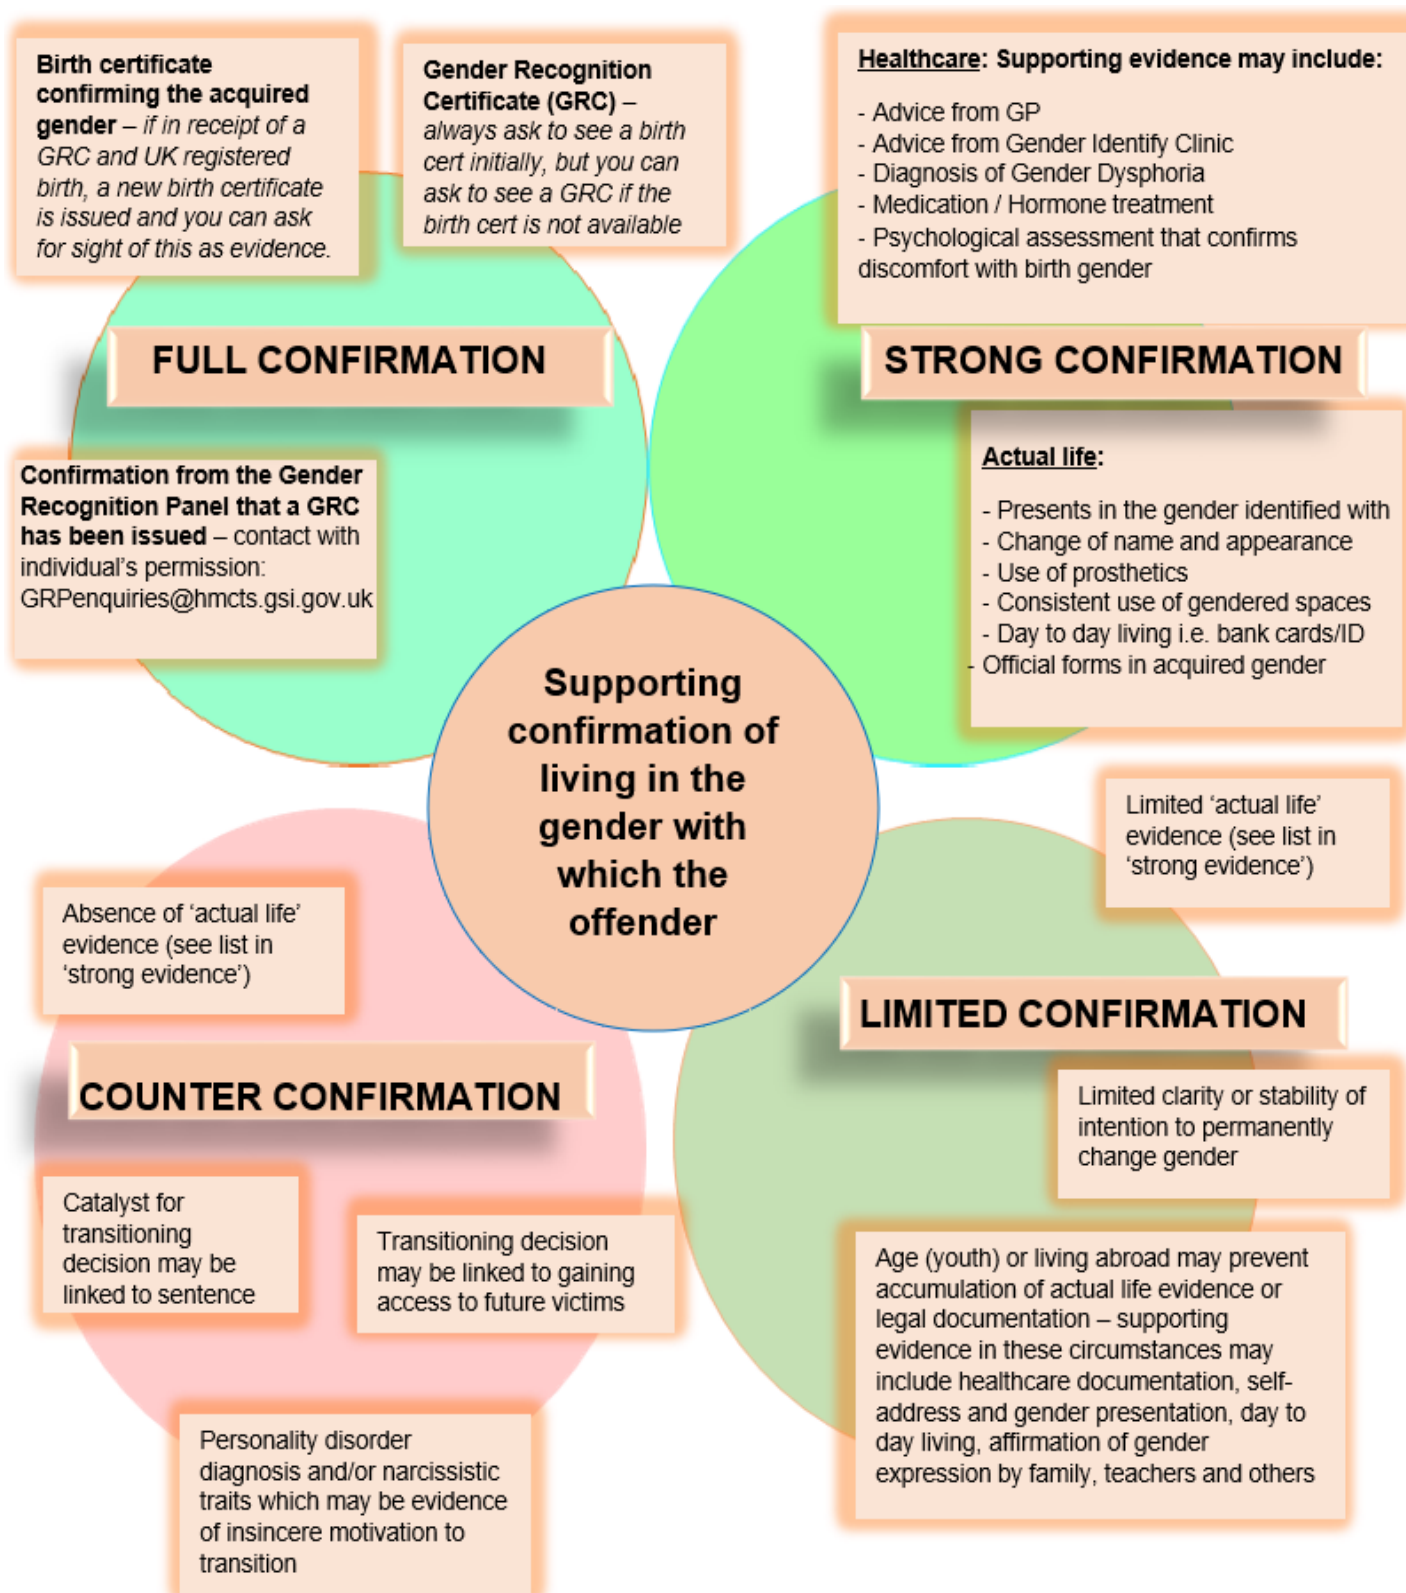 Birth certificate
confirming the acquired
gender – if in receipt of a
GRC and UK registered
birth, a new birth certificate
is issued and you can ask
for sight of this as evidence.
Gender Recognition
Certificate (GRC) –
always ask to see a birth
cert initially, but you can
ask to see a GRC if the
birth cert is not available
FULL CONFIRMATION
Confirmation from the Gender
Recognition Panel that a GRC
has been issued – contact with
individual's permission:
GRPenquiries@hmcts.gsi.gov.uk
Healthcare: Supporting evidence may include:
- Advice from GP
- Advice from Gender Identify Clinic
- Diagnosis of Gender Dysphoria
- Medication / Hormone treatment
- Psychological assessment that confirms
discomfort with birth gender
STRONG CONFIRMATION
Actual life:
- Presents in the gender identified with
- Change of name and appearance
- Use of prosthetics
- Consistent use of gendered spaces
- Day to day living i.e. bank cards/ID
- Official forms in acquired gender
Supporting
confirmation of
living in the
gender with
which the
offender
Absence of 'actual life'
evidence (see list in
'strong evidence')
COUNTER CONFIRMATION
Catalyst for
transitioning
decision may be
linked to sentence
Transitioning decision
may be linked to gaining
access to future victims
Personality disorder
diagnosis and/or narcissistic
traits which may be evidence
of insincere motivation to
transition
Limited 'actual life'
evidence (see list in
'strong evidence')
LIMITED CONFIRMATION
Limited clarity or stability of
intention to permanently
change gender
Age (youth) or living abroad may prevent
accumulation of actual life evidence or
legal documentation – supporting
evidence in these circumstances may
include healthcare documentation, self-
address and gender presentation, day to
day living, affirmation of gender
expression by family, teachers and others